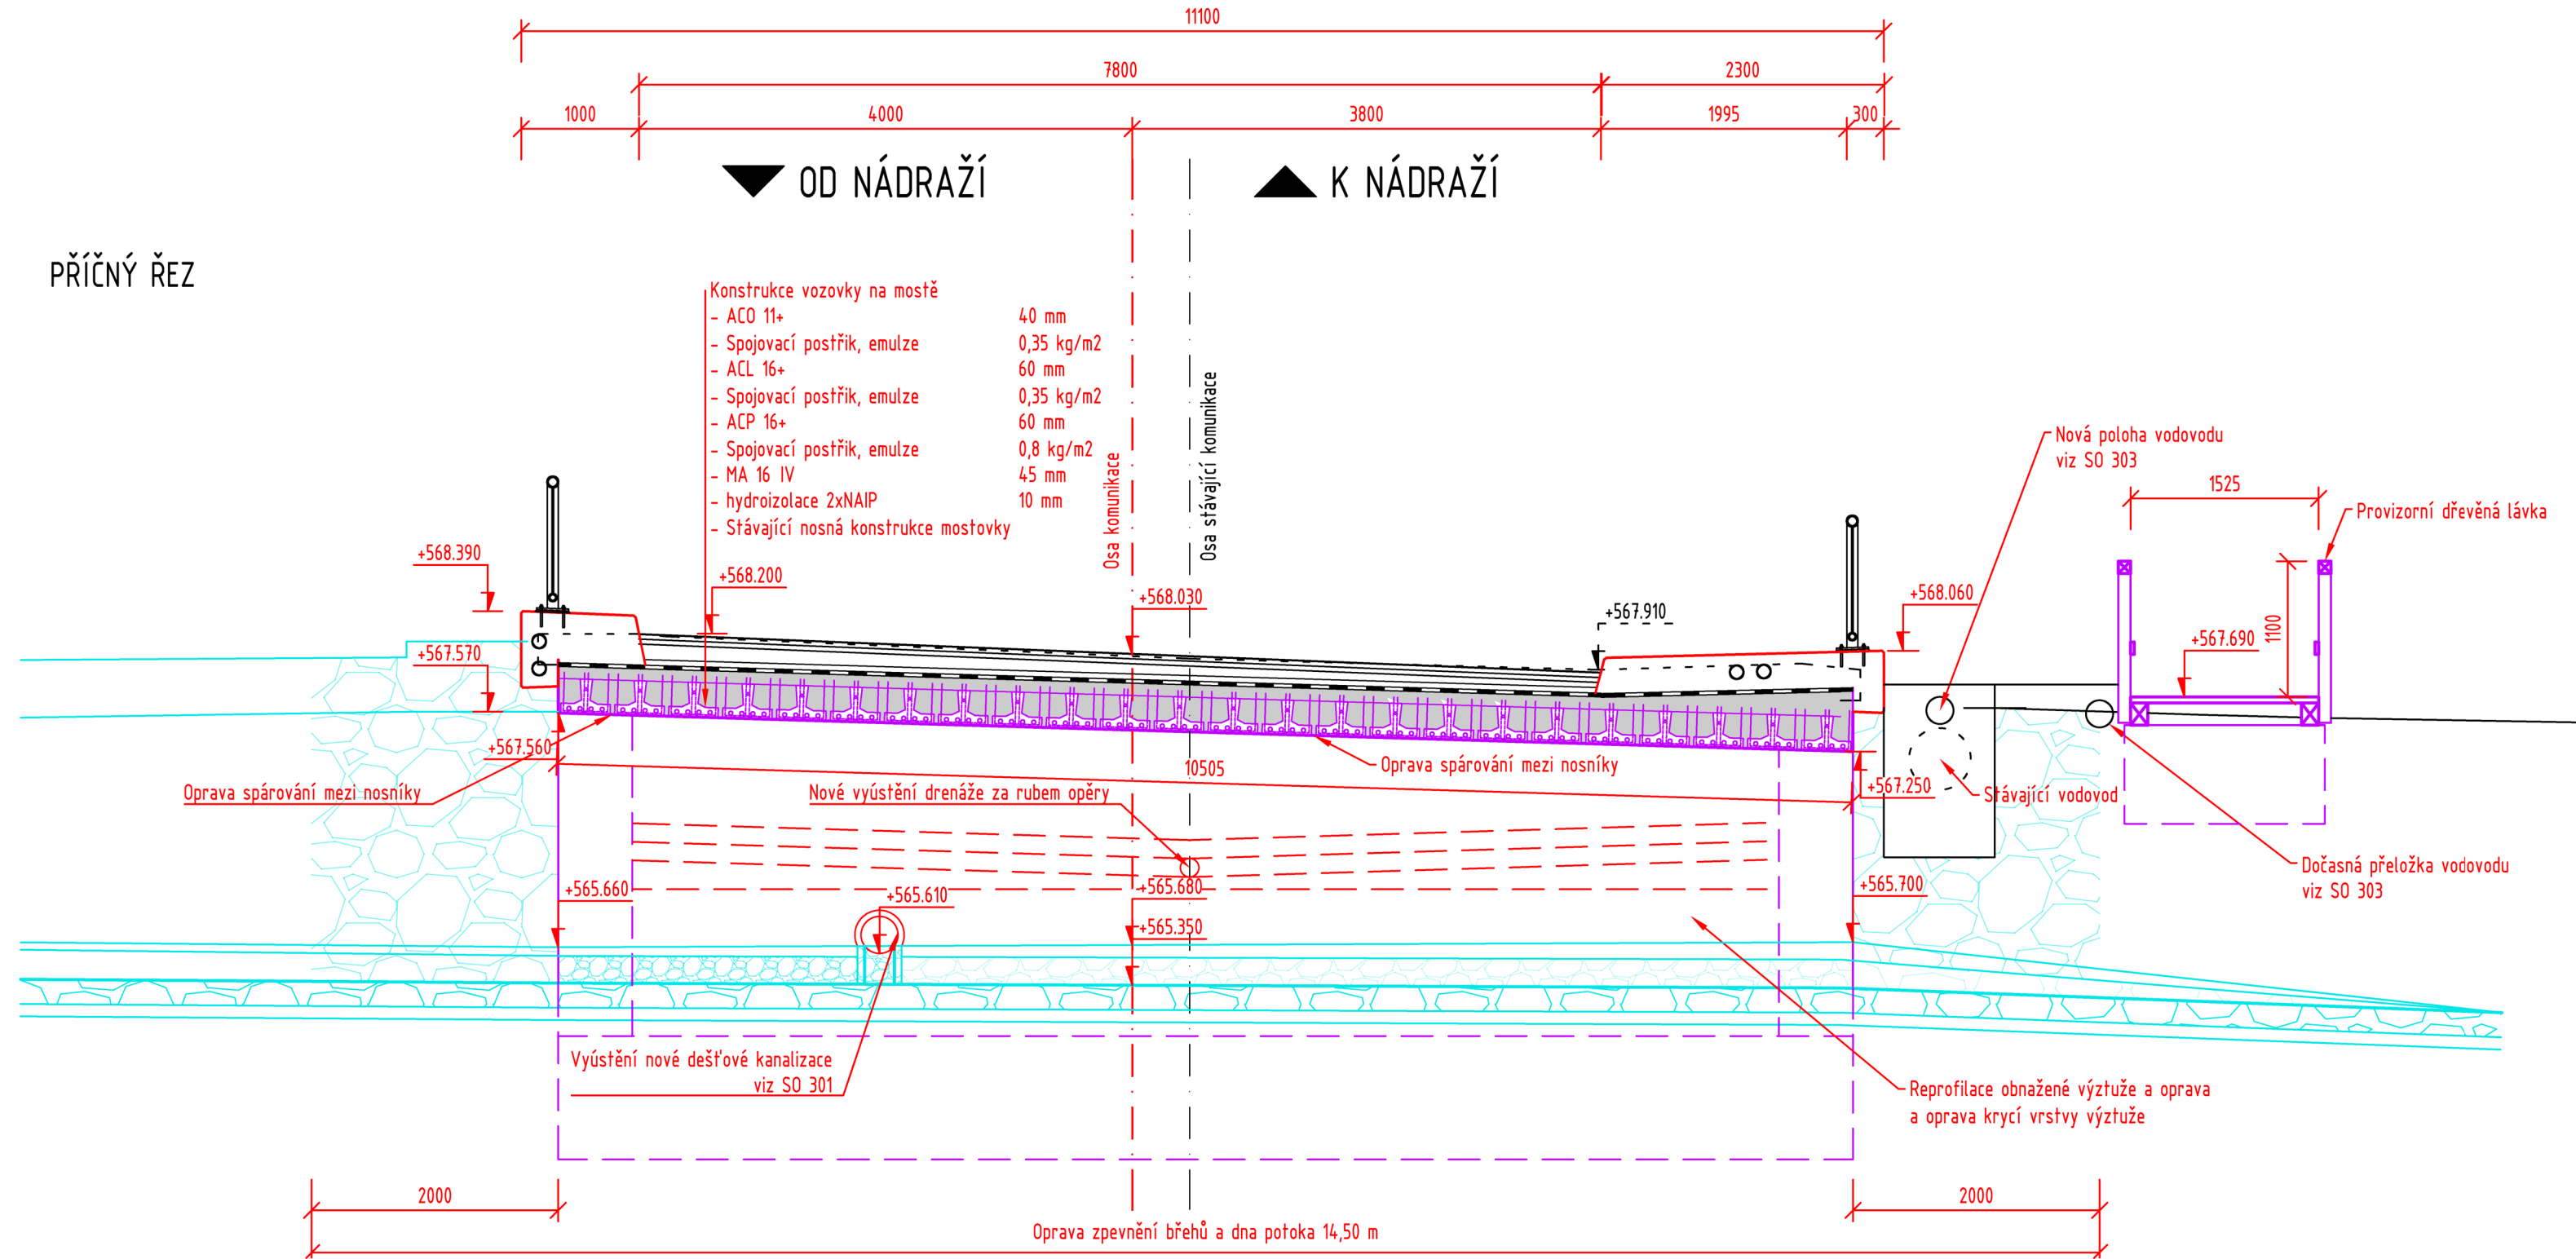 11100
7800
2300
1000
4000
3800
1995
300
OD NÁDRAŽÍ
K NÁDRAŽÍ
PŘÍČNÝ ŘEZ
Konstrukce vozovky na mostě
- ACO 11+ 40 mm
- Spojovací postřik, emulze 0,35 kg/m2
- ACL 16+ 60 mm
- Spojovací postřik, emulze 0,35 kg/m2
- ACP 16+ 60 mm
- Spojovací postřik, emulze 0,8 kg/m2
- MA 16 IV 45 mm
- hydroizolace 2xNAIP 10 mm
- Stávající nosná konstrukce mostovky
Osa komunikace
Osa stávající komunikace
Nová poloha vodovodu
viz SO 303
1525
Provizorní dřevěná lávka
+568.390
+568.200
+568.030
+567.910
+568.060
+567.690
1100
+567.570
+567.560
Oprava spárování mezi nosníky
10505
Oprava spárování mezi nosníky
+567.250
Stávající vodovod
Nové vyústění drenáže za rubem opěry
Dočasná přeložka vodovodu
viz SO 303
+565.660
+565.610
+565.680
+565.700
+565.350
Vyústění nové dešťové kanalizace
viz SO 301
Reprofilace obnažené výztuže a oprava
a oprava krycí vrstvy výztuže
2000
2000
Oprava zpevnění břehů a dna potoka 14,50 m